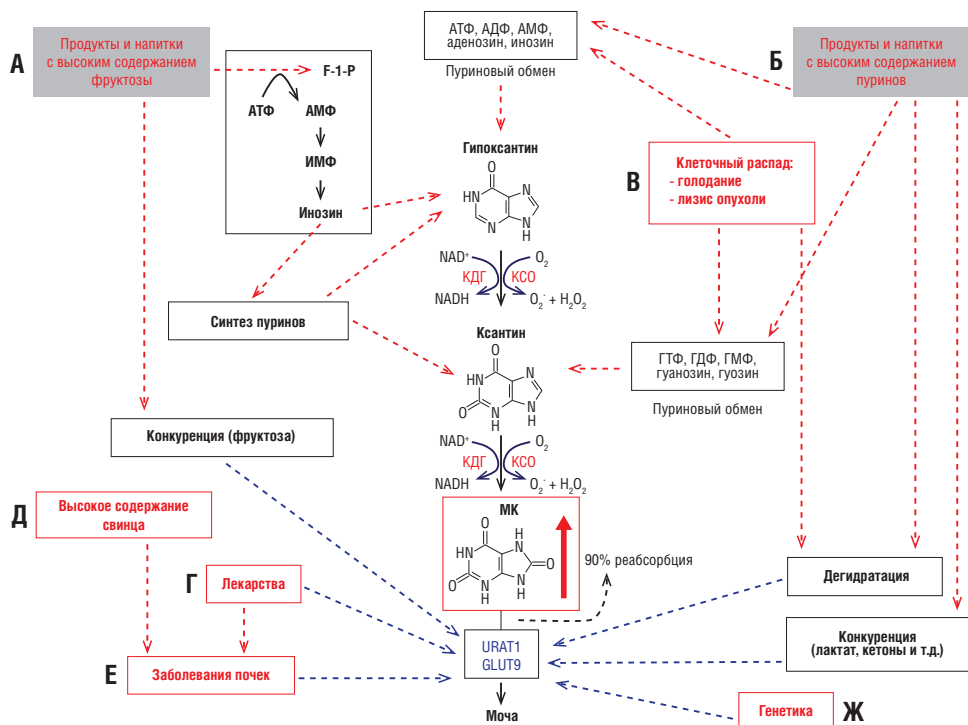 А
Продукты и напитки
с высоким содержанием
фруктозы
F-1-P
АТФ
АМФ
ИМФ
Инозин
АТФ, АДФ, АМФ,
аденозин, инозин
Пуриновый обмен
Б
Продукты и напитки
с высоким содержанием
пуринов
Гипоксантин
O
HN
N
N
N
H
В
Клеточный распад:
- голодание
- лизис опухоли
NAD⁺
O₂
КДГ
КСО
NADH
O₂⁻ + H₂O₂
Синтез пуринов
Ксантин
O
HN
N
O
N
H
N
H
ГТФ, ГДФ, ГМФ,
гуанозин, гуозин
Пуриновый обмен
Конкуренция (фруктоза)
NAD⁺
O₂
КДГ
КСО
NADH
O₂⁻ + H₂O₂
Д
Высокое содержание
свинца
МК
O
H
N
HN
O
O
N
H
N
H
90% реабсорбция
Г
Лекарства
Дегидратация
URAT1
GLUT9
Конкуренция
(лактат, кетоны и т.д.)
Е
Заболевания почек
Моча
Генетика
Ж